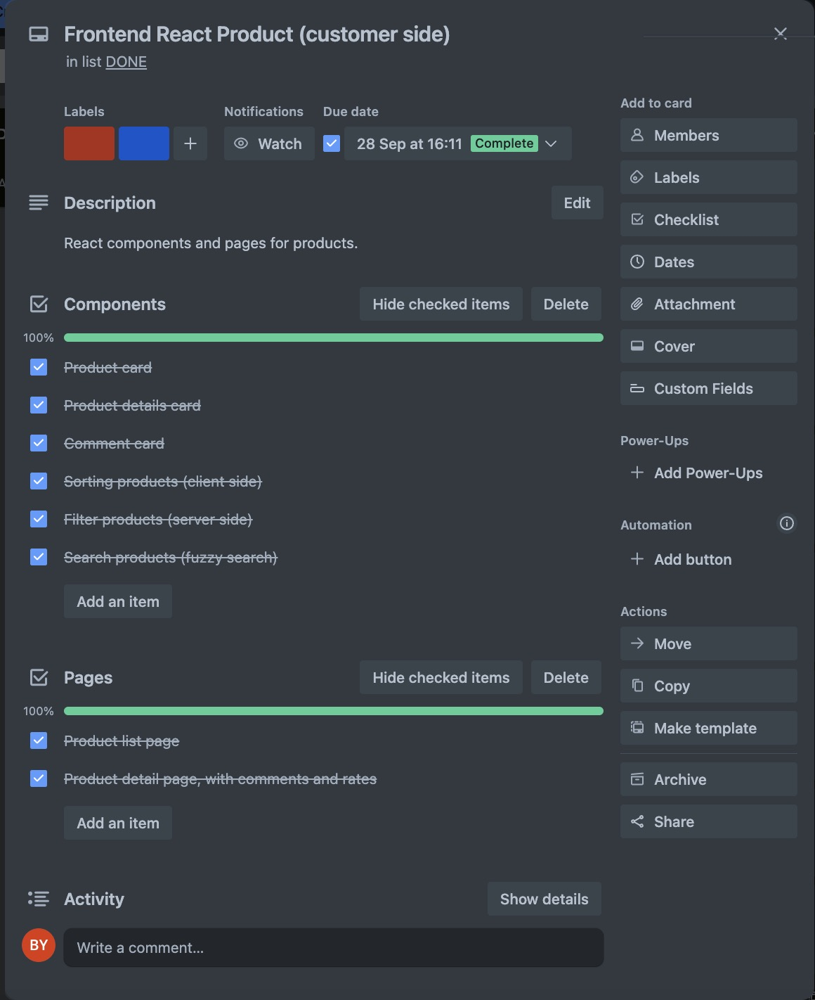 Frontend React Product (customer side)
in list DONE
Labels
Notifications
Due date
Watch
28 Sep at 16:11 Complete
Description
Edit
React components and pages for products.
Components
Hide checked items
Delete
100%
Product card
Product details card
Comment card
Sorting products (client side)
Filter products (server side)
Search products (fuzzy search)
Add an item
Pages
Hide checked items
Delete
100%
Product list page
Product detail page, with comments and rates
Add an item
Activity
Show details
BY
Write a comment...
Add to card
Members
Labels
Checklist
Dates
Attachment
Cover
Custom Fields
Power-Ups
Add Power-Ups
Automation
Add button
Actions
Move
Copy
Make template
Archive
Share